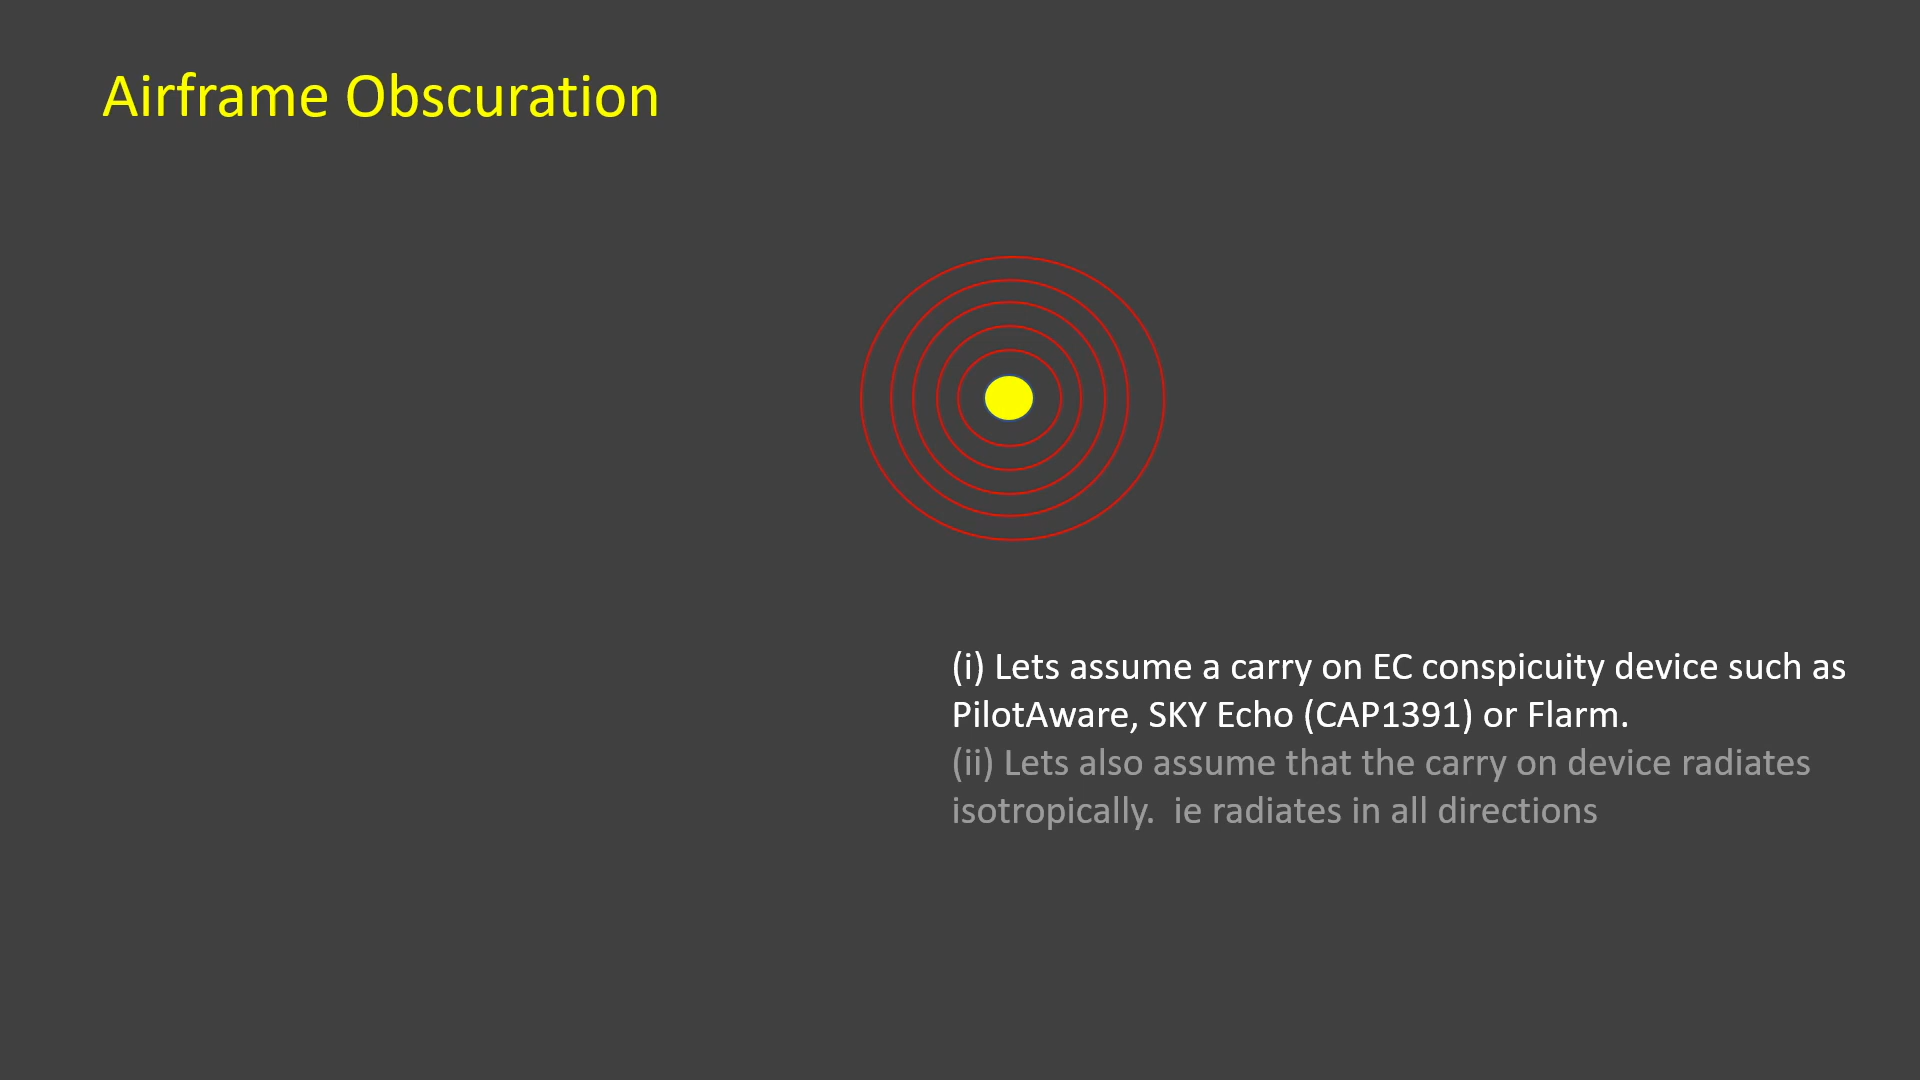 Airframe Obscuration
(i) Lets assume a carry on EC conspicuity device such as
PilotAware, SKY Echo (CAP1391) or Flarm.
(ii) Lets also assume that the carry on device radiates
isotropically.  ie radiates in all directions